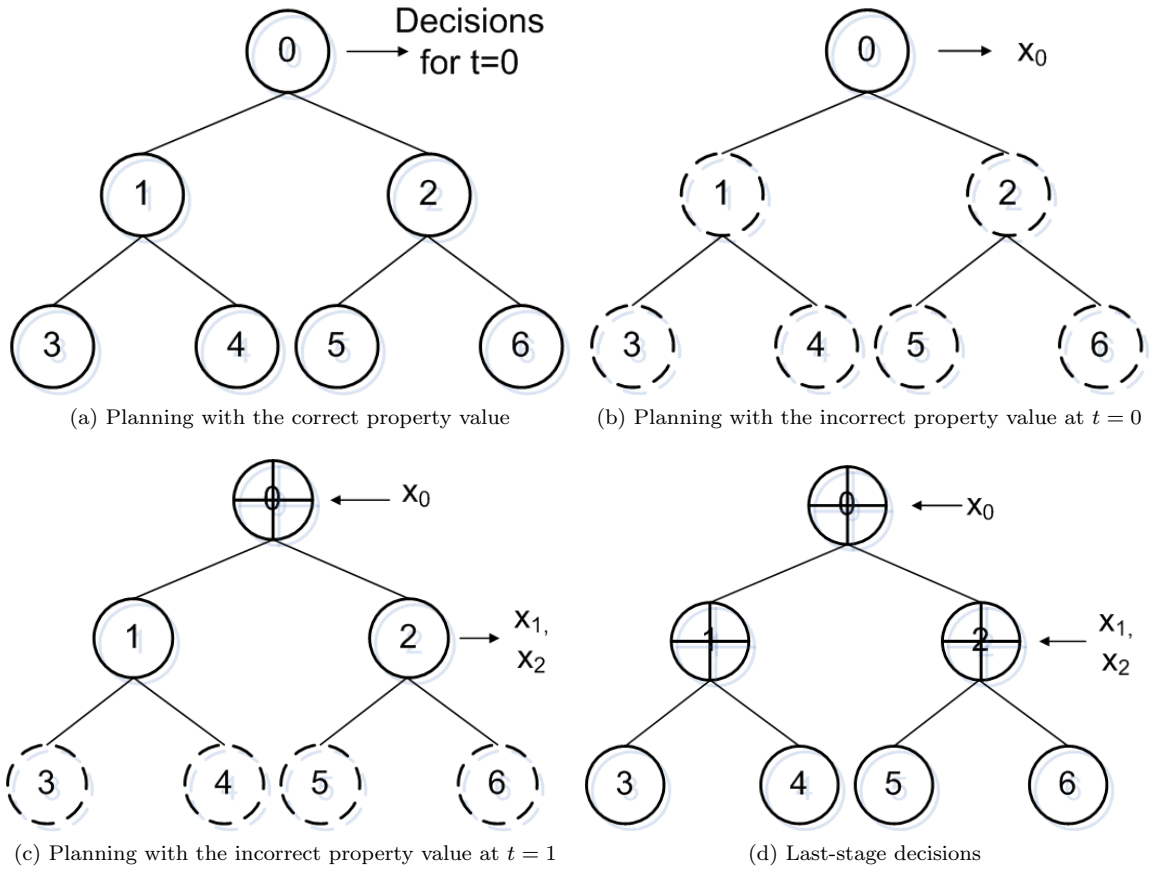 Decisions
for t=0
0
1
2
3
4
5
6
(a) Planning with the correct property value
0
x₀
1
2
3
4
5
6
(b) Planning with the incorrect property value at t = 0
0
x₀
1
2
x₁,
x₂
3
4
5
6
(c) Planning with the incorrect property value at t = 1
0
x₀
1
2
x₁,
x₂
3
4
5
6
(d) Last-stage decisions